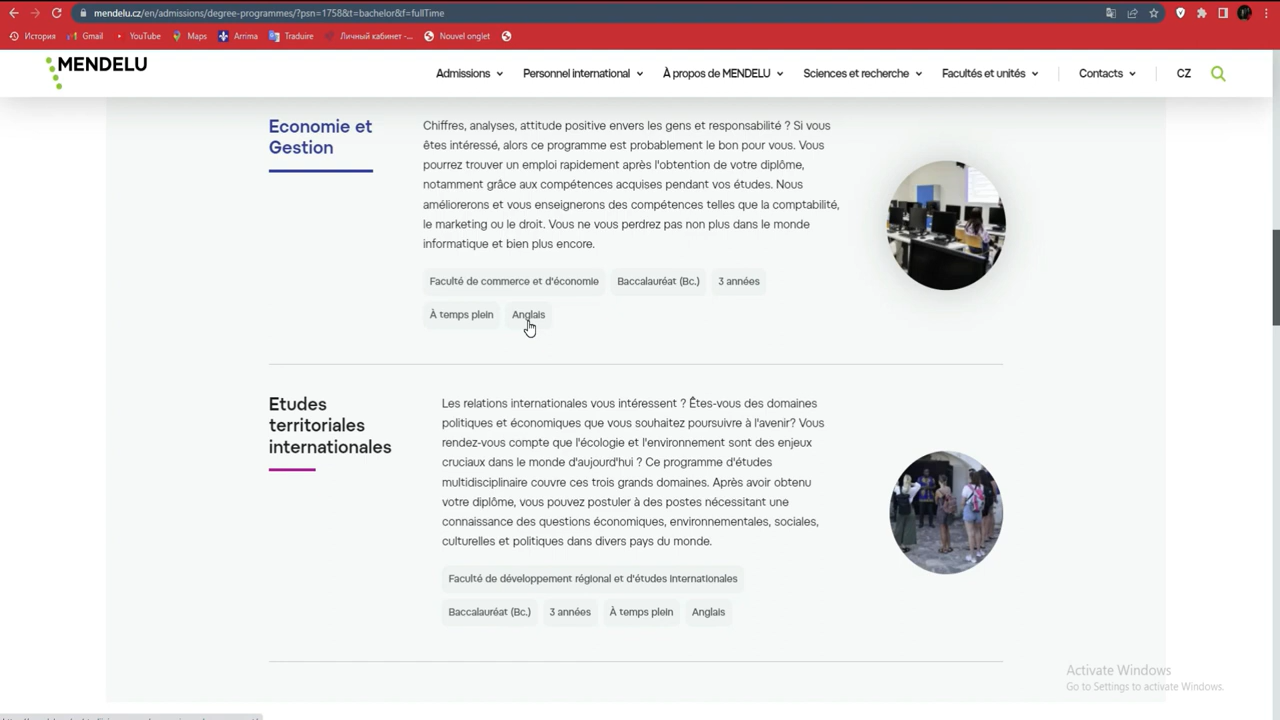 mendelu.cz/en/admissions/degree-programmes/?psn=1758&t=bachelor&f=fullTime
История Gmail YouTube Maps Arrima Traduire Личный кабинет -... Nouvel onglet
MENDELU Admissions Personnel international À propos de MENDELU Sciences et recherche Facultés et unités Contacts CZ
Economie et
Gestion
Chiffres, analyses, attitude positive envers les gens et responsabilité ? Si vous
êtes intéressé, alors ce programme est probablement le bon pour vous. Vous
pourrez trouver un emploi rapidement après l'obtention de votre diplôme,
notamment grâce aux compétences acquises pendant vos études. Nous
améliorerons et vous enseignerons des compétences telles que la comptabilité,
le marketing ou le droit. Vous ne vous perdrez pas non plus dans le monde
informatique et bien plus encore.
Faculté de commerce et d'économie Baccalauréat (Bc.) 3 années
À temps plein Anglais
Etudes
territoriales
internationales
Les relations internationales vous intéressent ? Êtes-vous des domaines
politiques et économiques que vous souhaitez poursuivre à l'avenir? Vous
rendez-vous compte que l'écologie et l'environnement sont des enjeux
cruciaux dans le monde d'aujourd'hui ? Ce programme d'études
multidisciplinaire couvre ces trois grands domaines. Après avoir obtenu
votre diplôme, vous pouvez postuler à des postes nécessitant une
connaissance des questions économiques, environnementales, sociales,
culturelles et politiques dans divers pays du monde.
Faculté de développement régional et d'études internationales
Baccalauréat (Bc.) 3 années À temps plein Anglais
Activate Windows
Go to Settings to activate Windows.